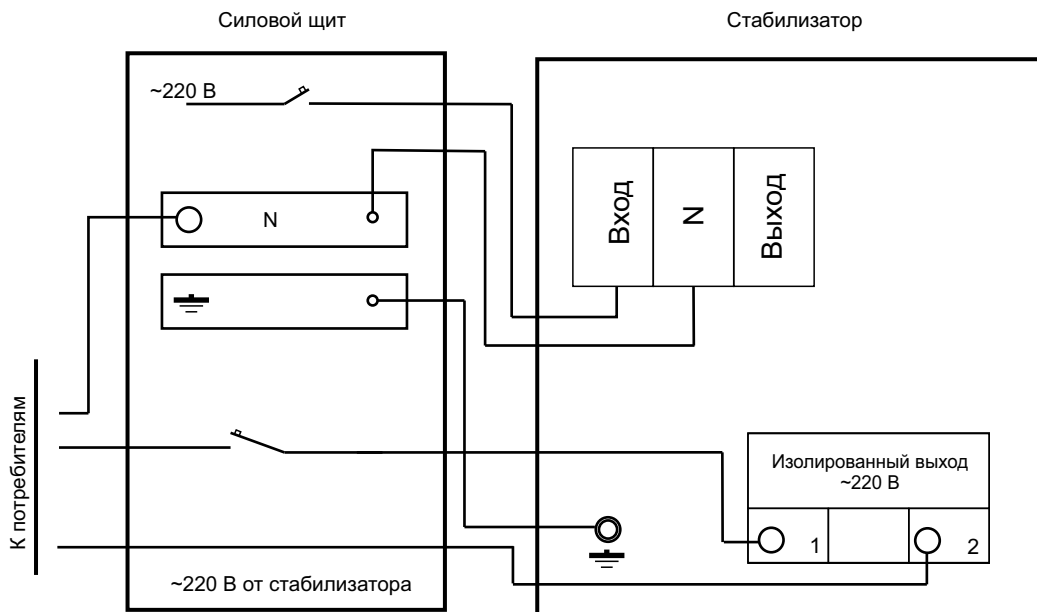 Силовой щит
Стабилизатор
~220 В
N
Вход
N
Выход
К потребителям
Изолированный выход
~220 В
1
2
~220 В от стабилизатора